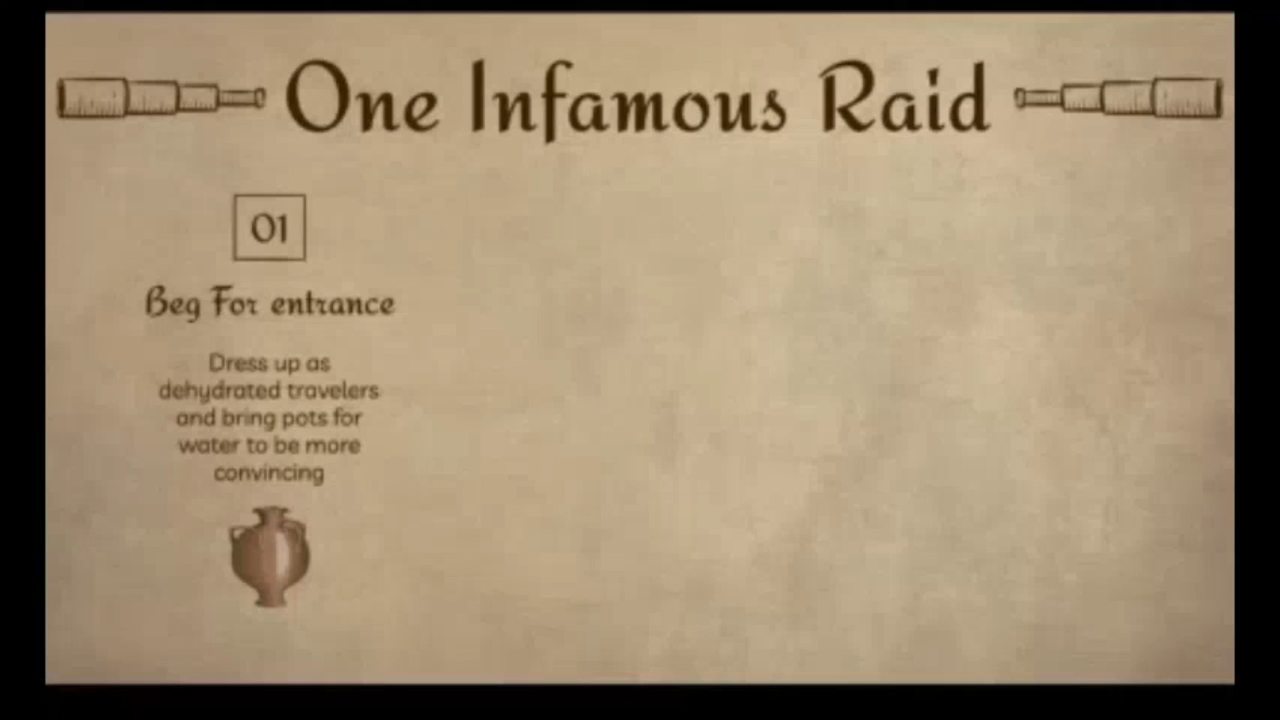 One Infamous Raid
01
Beg For entrance
Dress up as
dehydrated travelers
and bring pots for
water to be more
convincing